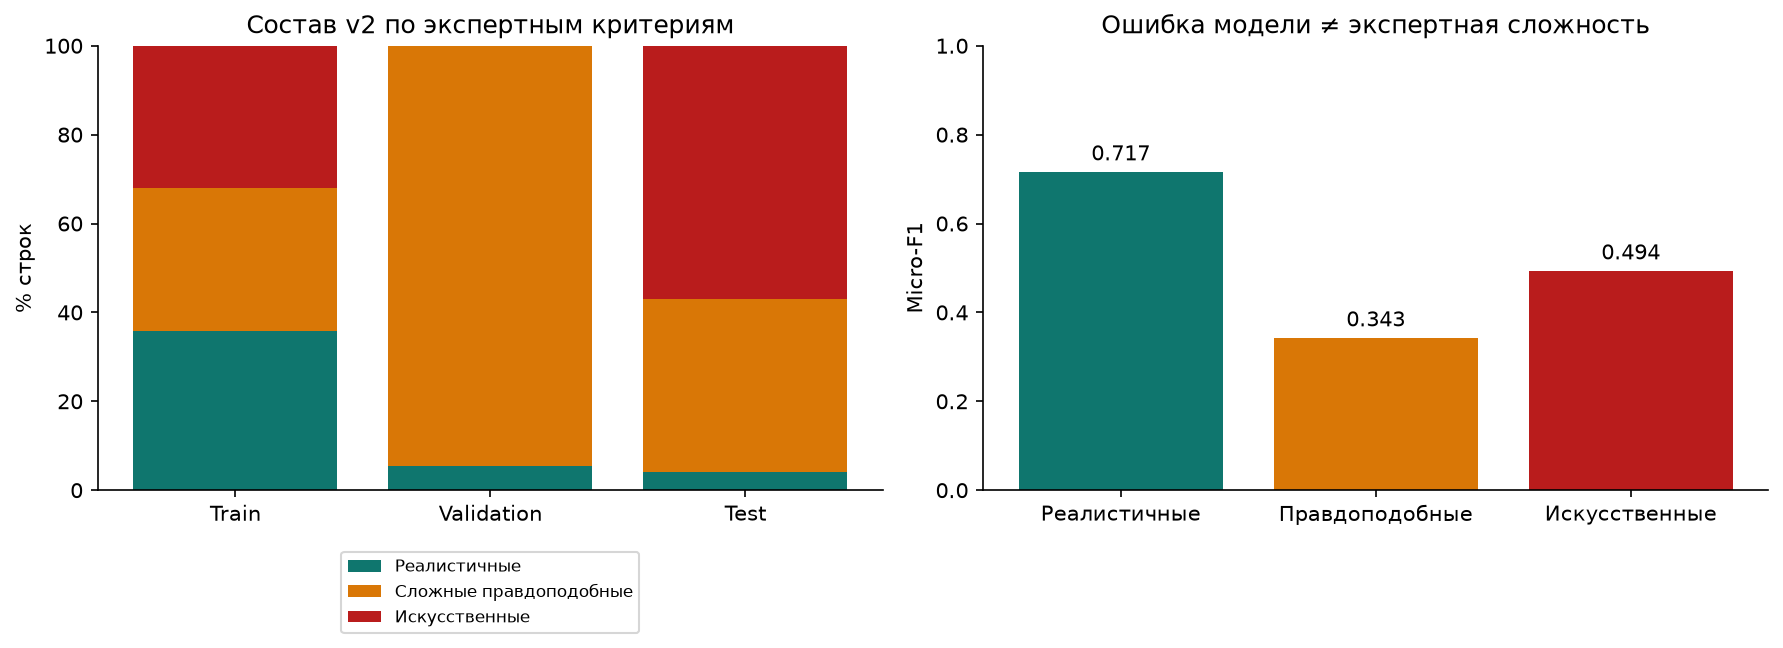 Состав v2 по экспертным критериям
100
80
60
40
20
0
% строк
Train
Validation
Test
Реалистичные
Сложные правдоподобные
Искусственные
Ошибка модели ≠ экспертная сложность
1.0
0.8
0.6
0.4
0.2
0.0
Micro-F1
0.717
0.343
0.494
Реалистичные
Правдоподобные
Искусственные